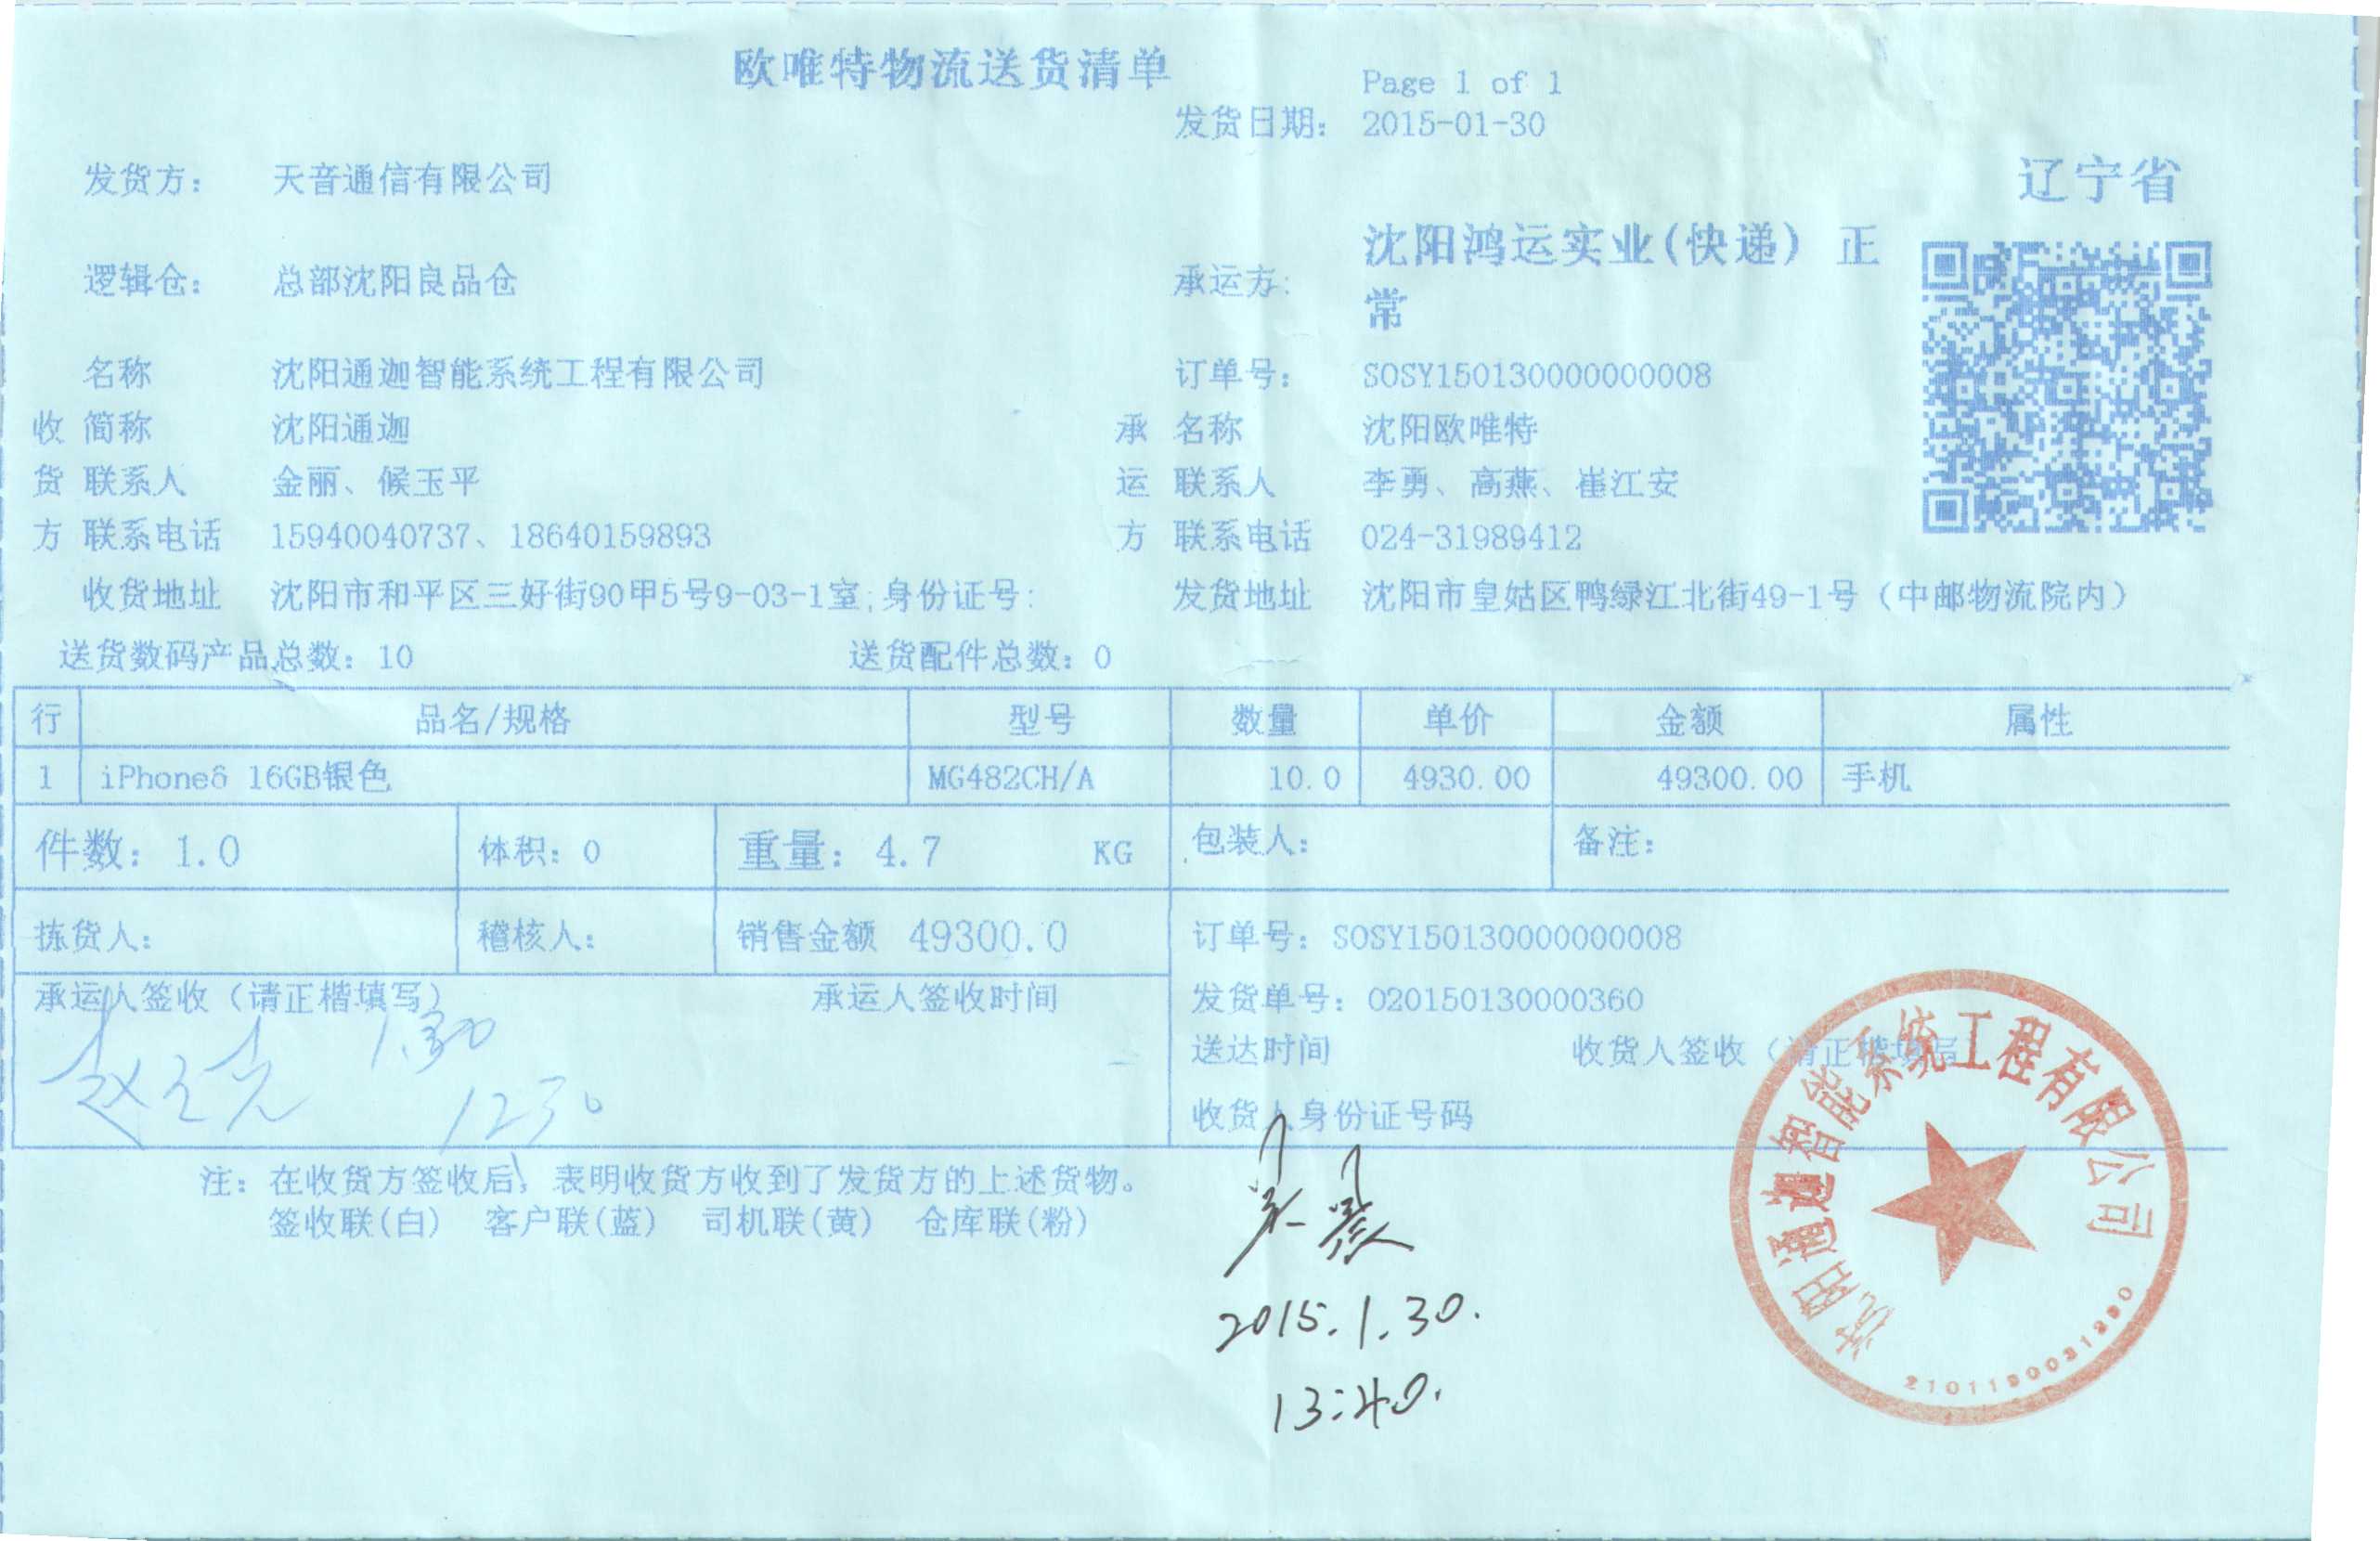 欧唯特物流送货清单
Page 1 of 1
发货日期： 2015-01-30
发货方： 天音通信有限公司
辽宁省
逻辑仓： 总部沈阳良品仓
承运方： 沈阳鸿运实业(快递) 正常
名称 沈阳通迦智能系统工程有限公司
订单号： SOSY150130000000008
收 简称 沈阳通迦
承 名称 沈阳欧唯特
货 联系人 金丽、候玉平
运 联系人 李勇、高燕、崔江安
方 联系电话 15940040737、18640159893
方 联系电话 024-31989412
收货地址 沈阳市和平区三好街90甲5号9-03-1室;身份证号:
发货地址 沈阳市皇姑区鸭绿江北街49-1号（中邮物流院内）
送货数码产品总数：10 送货配件总数：0
行 品名/规格 型号 数量 单价 金额 属性
1 iPhone6 16GB银色 MG482CH/A 10.0 4930.00 49300.00 手机
件数：1.0 体积：0 重量：4.7 KG 包装人： 备注：
拣货人： 稽核人： 销售金额 49300.0
订单号：SOSY150130000000008
承运人签收（请正楷填写） 承运人签收时间
发货单号：020150130000360
送达时间 收货人签收（请正楷填写
1.30
1230
收货人身份证号码
注：在收货方签收后，表明收货方收到了发货方的上述货物。
签收联(白) 客户联(蓝) 司机联(黄) 仓库联(粉)
2015.1.30.
13:40.
沈阳通迦智能系统工程有限公司